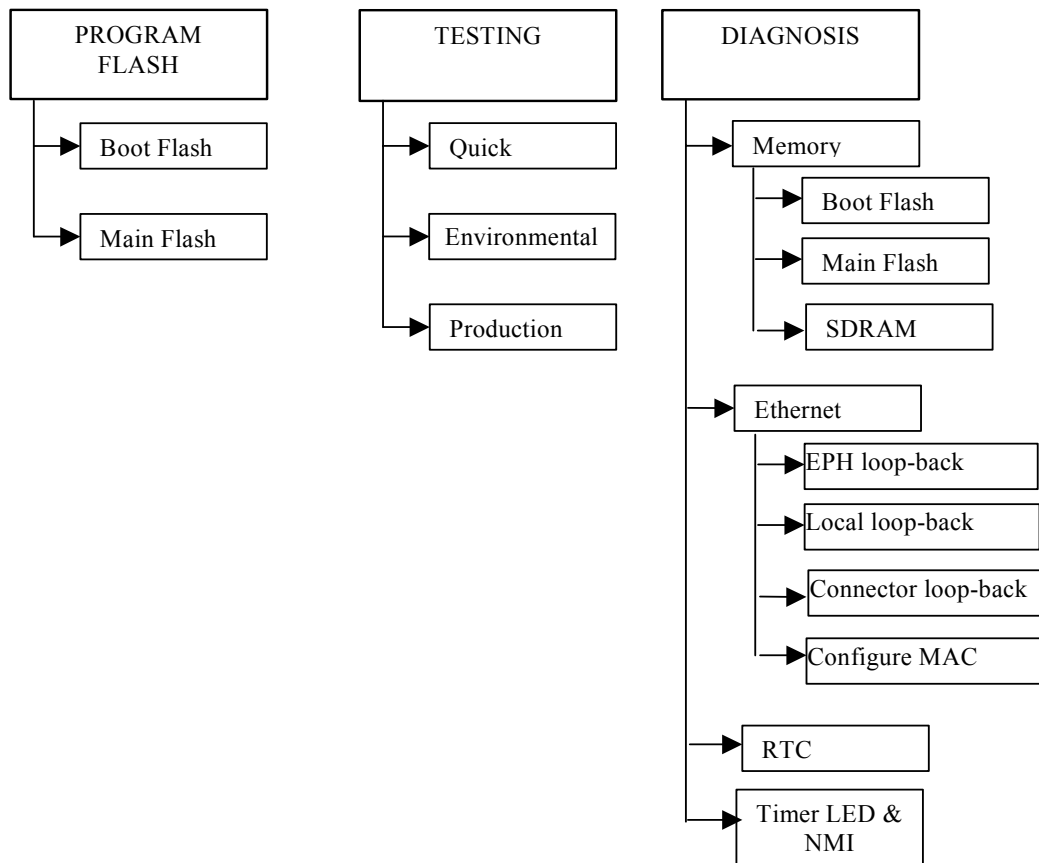 PROGRAM
FLASH
Boot Flash
Main Flash
TESTING
Quick
Environmental
Production
DIAGNOSIS
Memory
Boot Flash
Main Flash
SDRAM
Ethernet
EPH loop-back
Local loop-back
Connector loop-back
Configure MAC
RTC
Timer LED &
NMI